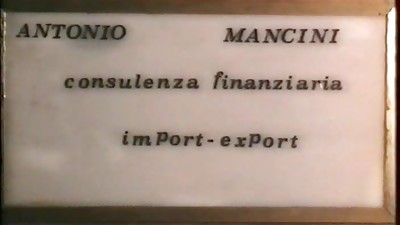 ANTONIO MANCINI
consulenza finanziaria
imPort-exPort